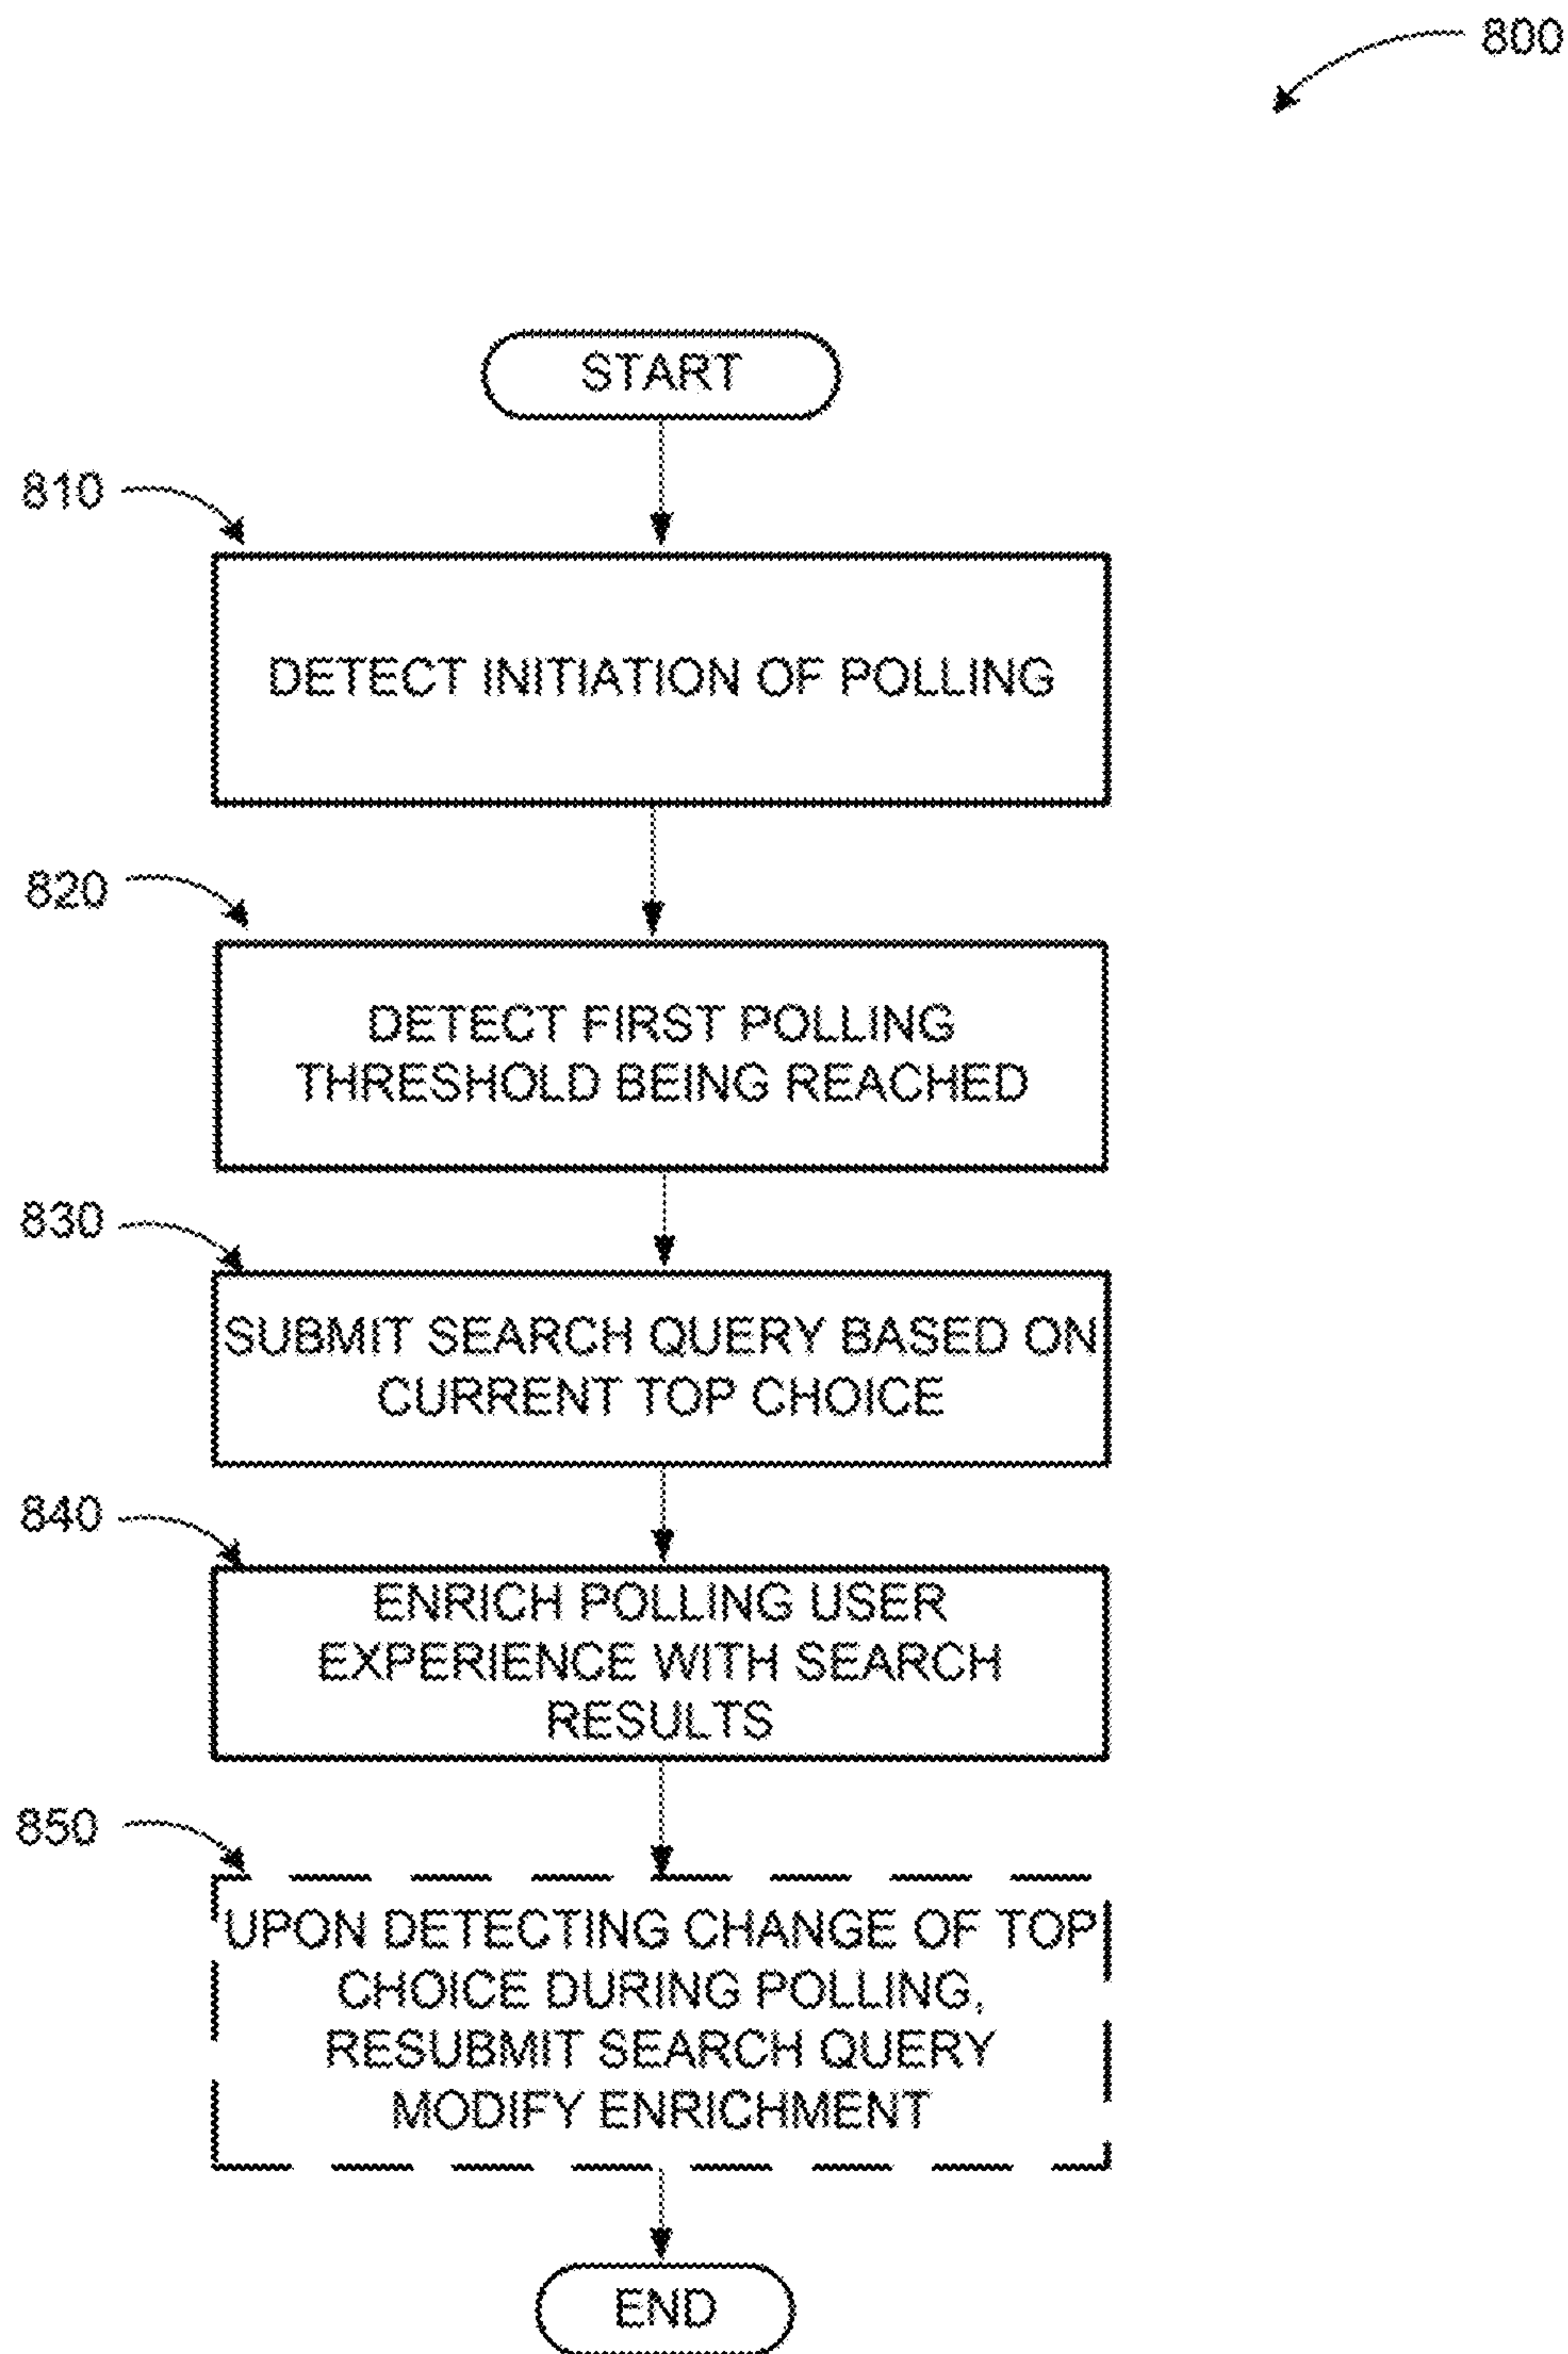 800
START
810
DETECT INITIATION OF POLLING
820
DETECT FIRST POLLING
THRESHOLD BEING REACHED
830
SUBMIT SEARCH QUERY BASED ON
CURRENT TOP CHOICE
840
ENRICH POLLING USER
EXPERIENCE WITH SEARCH
RESULTS
850
UPON DETECTING CHANGE OF TOP
CHOICE DURING POLLING,
RESUBMIT SEARCH QUERY
MODIFY ENRICHMENT
END